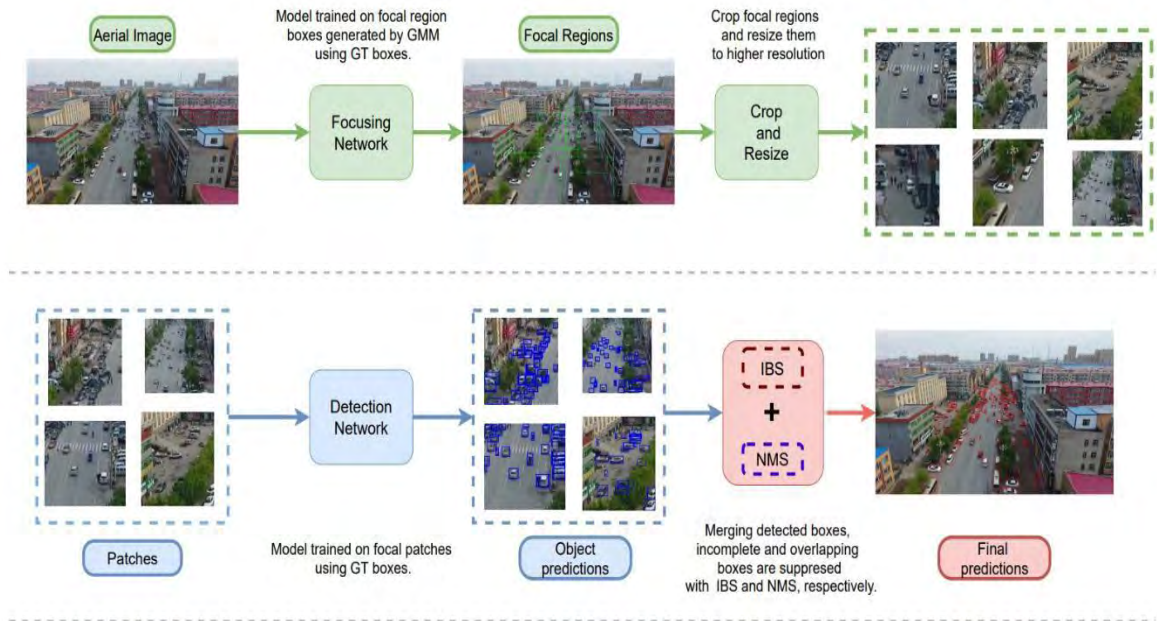 Aerial Image
Model trained on focal region
boxes generated by GMM
using GT boxes.
Focusing
Network
Focal Regions
Crop focal regions
and resize them
to higher resolution
Crop
and
Resize
Patches
Detection
Network
Model trained on focal patches
using GT boxes.
Object
predictions
IBS
+
NMS
Merging detected boxes,
incomplete and overlapping
boxes are suppresed
with IBS and NMS, respectively.
Final
predictions